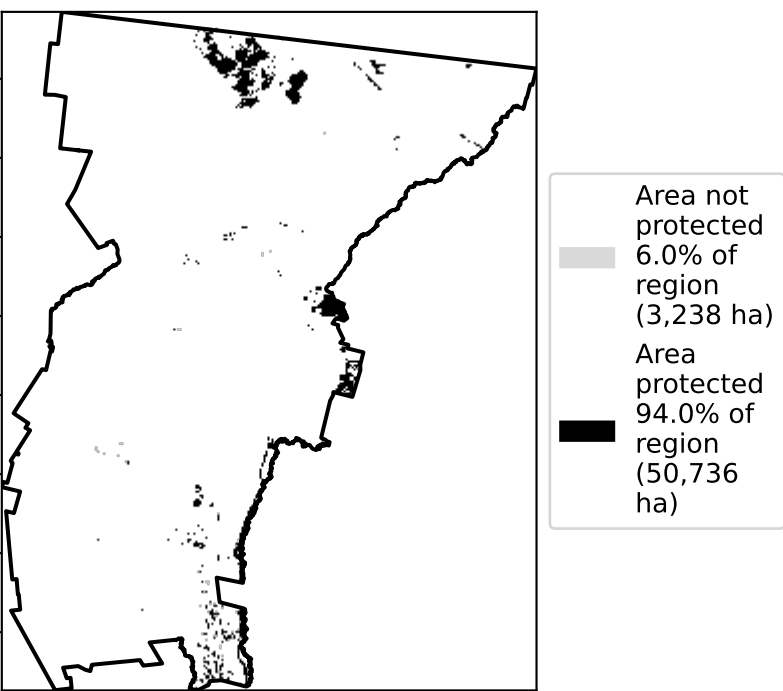 Area not
protected
6.0% of
region
(3,238 ha)
Area
protected
94.0% of
region
(50,736
ha)